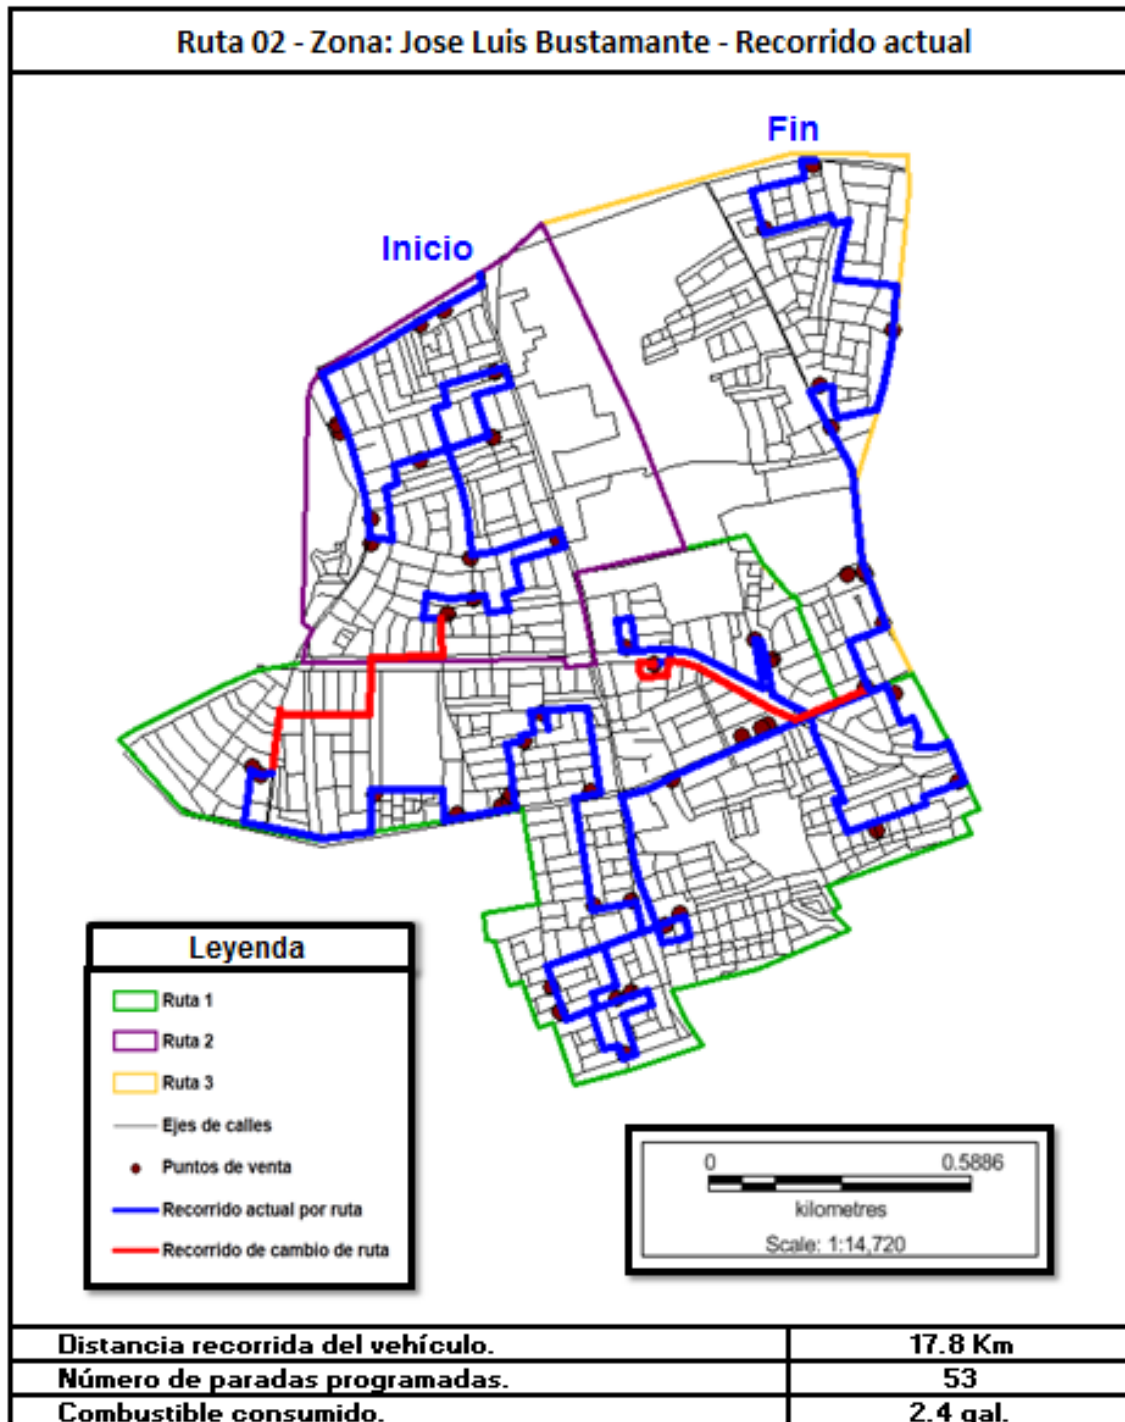 Ruta 02 - Zona: Jose Luis Bustamante - Recorrido actual
Fin
Inicio
Leyenda
Ruta 1
Ruta 2
Ruta 3
Ejes de calles
Puntos de venta
Recorrido actual por ruta
Recorrido de cambio de ruta
0 0.5886
kilometres
Scale: 1:14,720
Distancia recorrida del vehículo. 17.8 Km
Número de paradas programadas. 53
Combustible consumido. 2.4 gal.